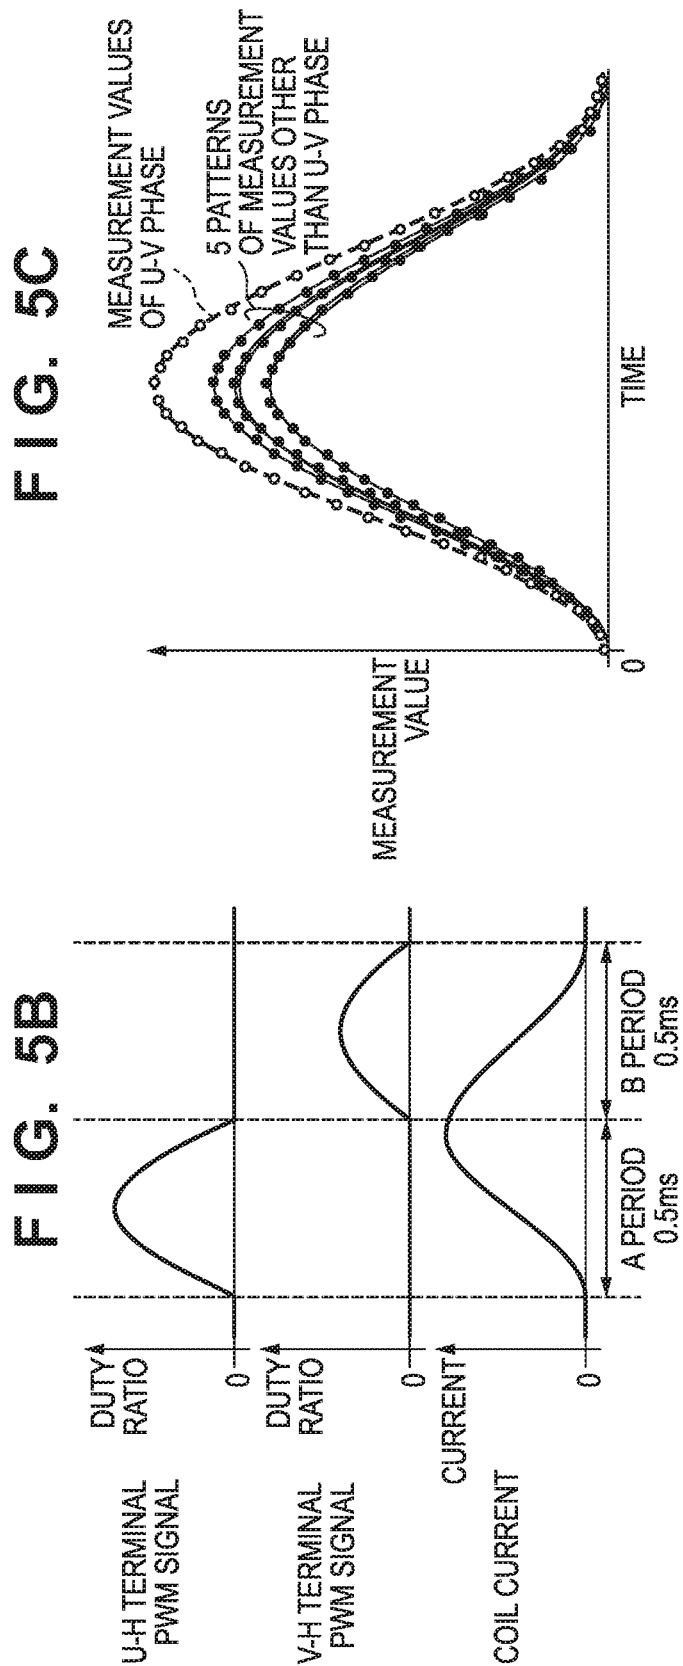 FIG. 5B
U-H TERMINAL
PWM SIGNAL
DUTY
RATIO
0
V-H TERMINAL
PWM SIGNAL
DUTY
RATIO
0
COIL CURRENT
CURRENT
0
A PERIOD
0.5ms
B PERIOD
0.5ms
FIG. 5C
MEASUREMENT VALUES
OF U-V PHASE
5 PATTERNS
OF MEASUREMENT
VALUES OTHER
THAN U-V PHASE
MEASUREMENT
VALUE
0
TIME